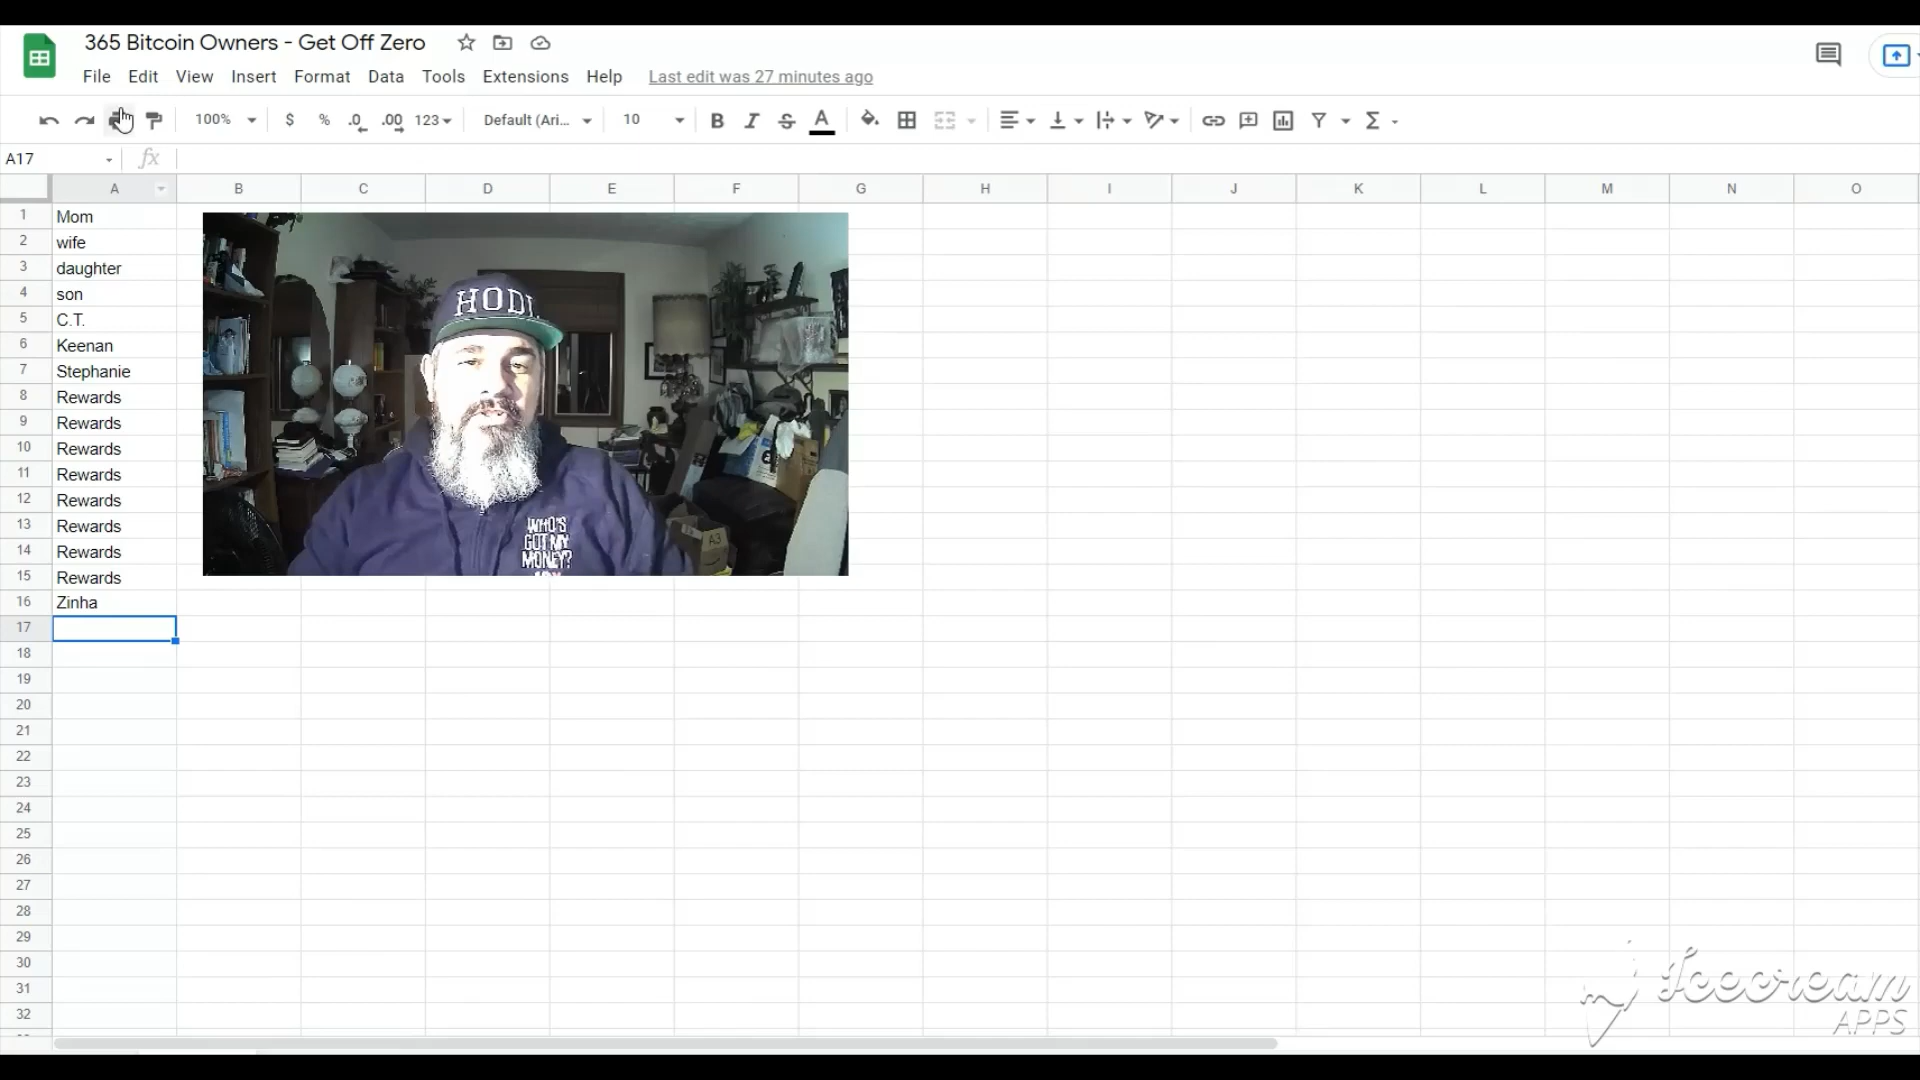 365 Bitcoin Owners - Get Off Zero
File Edit View Insert Format Data Tools Extensions Help Last edit was 27 minutes ago
100% $ % .0 .00 123 Default (Ari... 10 B I S A Σ
A17 fx
A B C D E F G H I J K L M N O
1 Mom
2 wife
3 daughter
4 son
5 C.T.
6 Keenan
7 Stephanie
8 Rewards
9 Rewards
10 Rewards
11 Rewards
12 Rewards
13 Rewards
14 Rewards
15 Rewards
16 Zinha
17
18
19
20
21
22
23
24
25
26
27
28
29
30
31
32
HODL
WHO'S
GOT MY
MONEY?
A3
Icecream
APPS